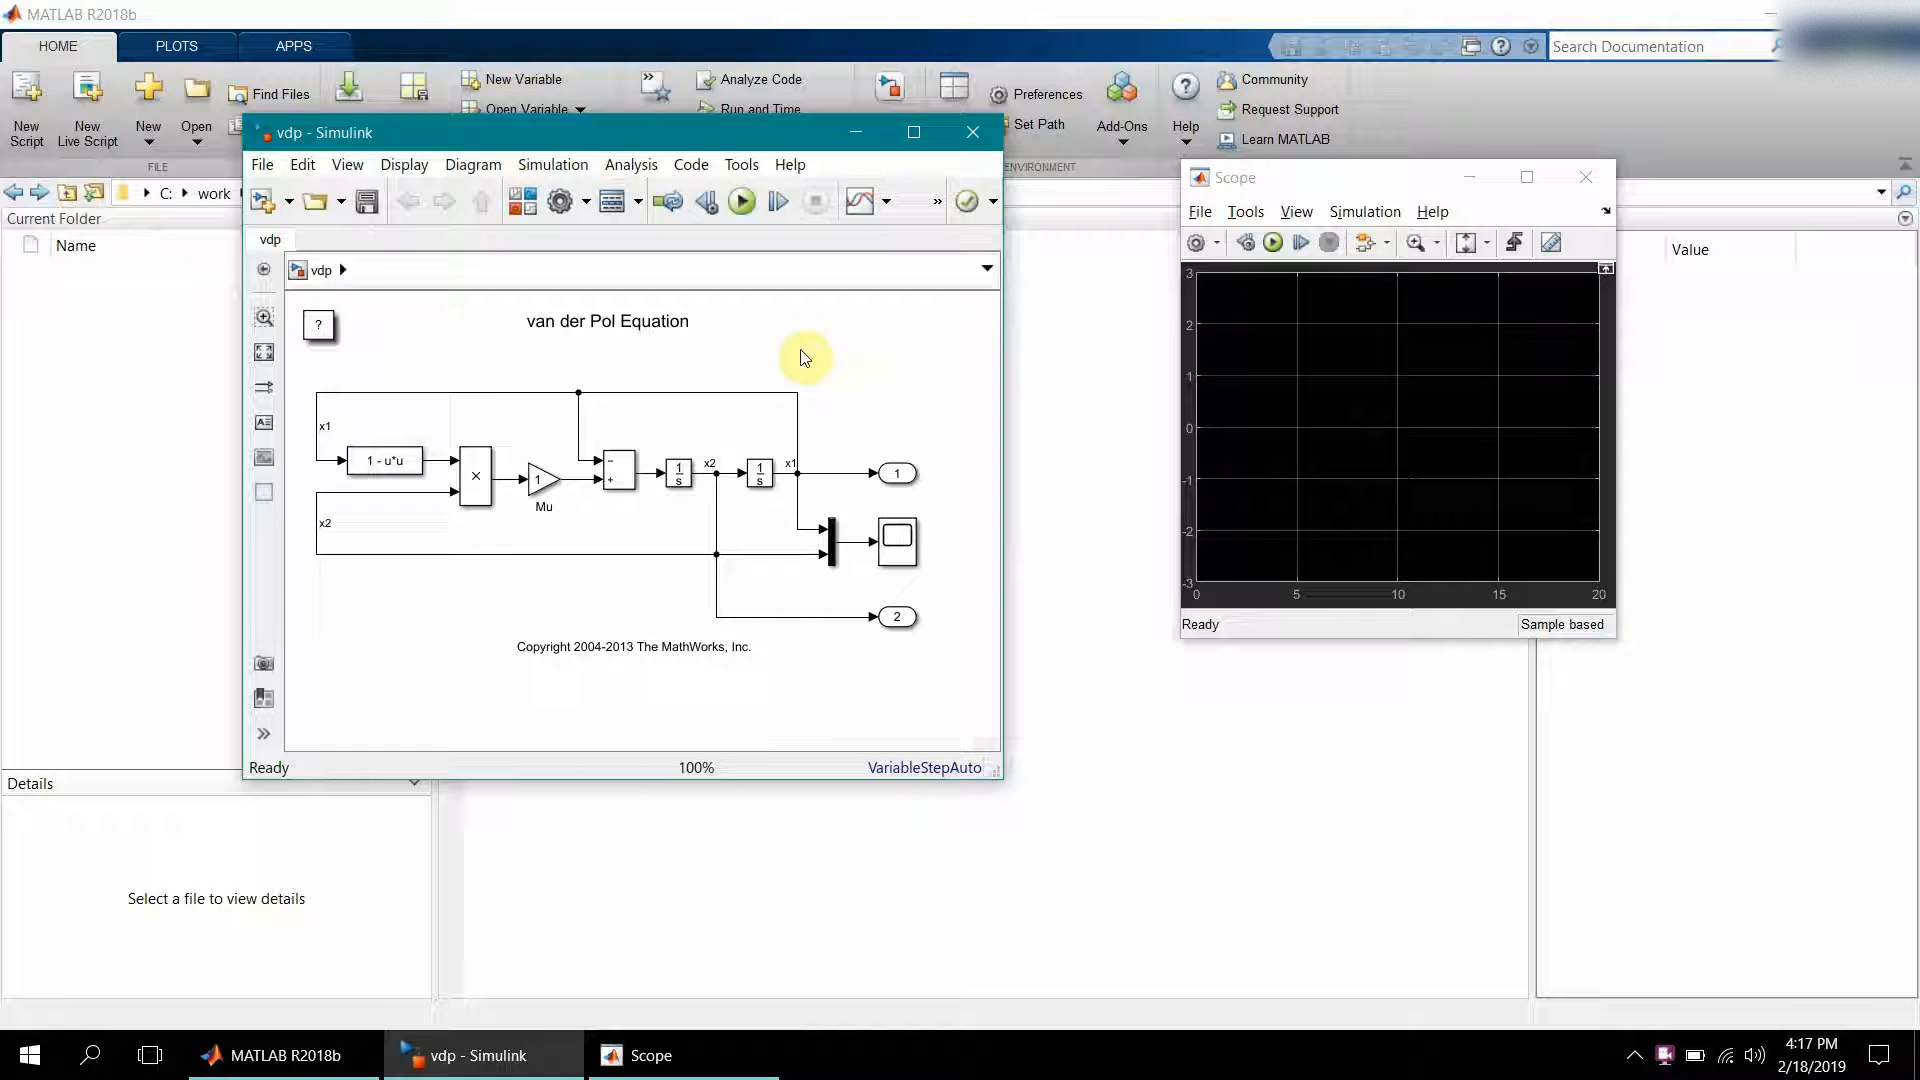 MATLAB R2018b
HOME
PLOTS
APPS
Search Documentation
New Script
New Live Script
New
Open
Find Files
New Variable
Open Variable
Analyze Code
Run and Time
Preferences
Set Path
Add-Ons
Help
Community
Request Support
Learn MATLAB
FILE
ENVIRONMENT
C:
work
Current Folder
Name
Value
Details
Select a file to view details
vdp - Simulink
File Edit View Display Diagram Simulation Analysis Code Tools Help
vdp
vdp
?
van der Pol Equation
x1
1 - u*u
×
1
Mu
−
+
1
s
x2
1
s
x1
1
x2
2
Copyright 2004-2013 The MathWorks, Inc.
Ready
100%
VariableStepAuto
Scope
File Tools View Simulation Help
3
2
1
0
-1
-2
-3
0 5 10 15 20
Ready
Sample based
MATLAB R2018b
vdp - Simulink
Scope
4:17 PM
2/18/2019